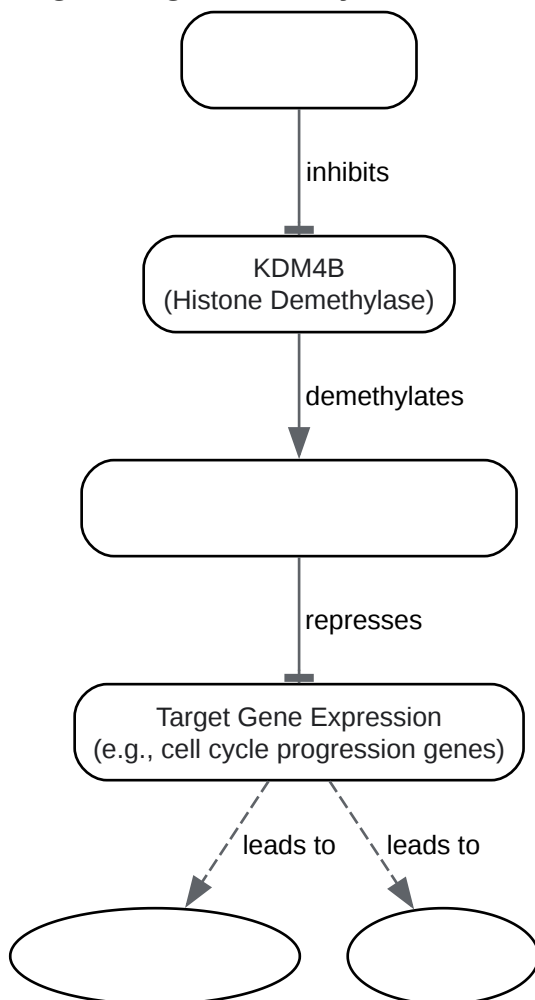 inhibits
KDM4B
(Histone Demethylase)
demethylates
represses
Target Gene Expression
(e.g., cell cycle progression genes)
leads to leads to